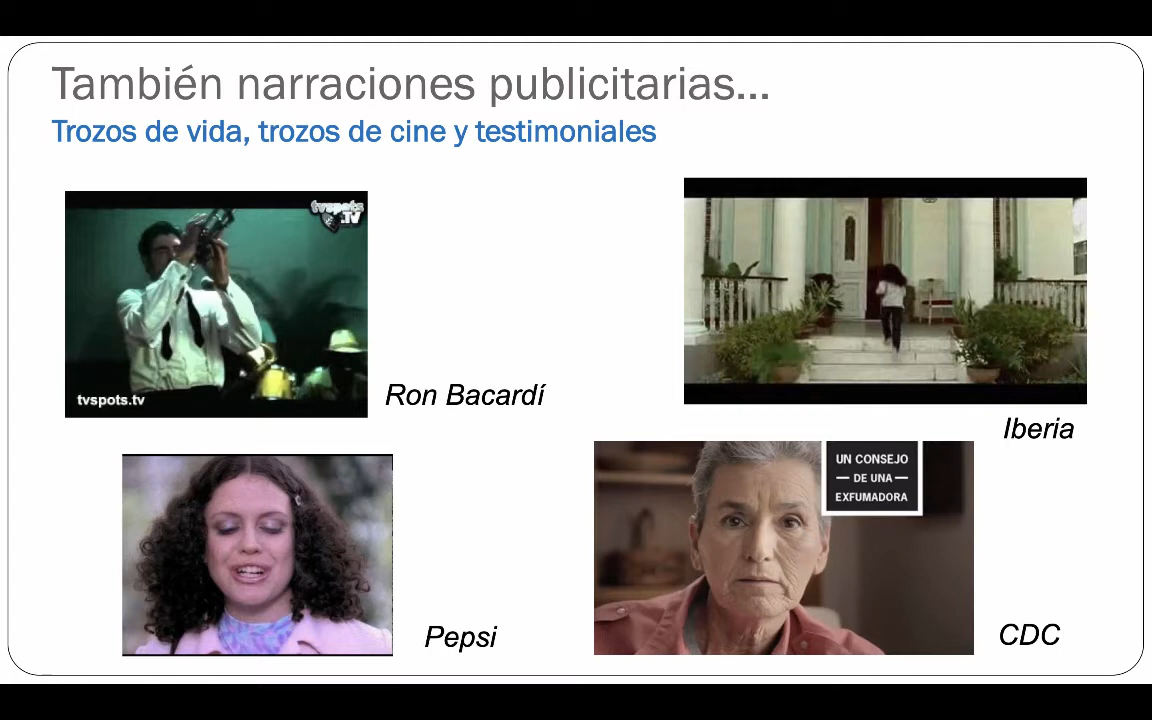 También narraciones publicitarias...
Trozos de vida, trozos de cine y testimoniales
tvspots
.TV
tvspots.tv
Ron Bacardí
Iberia
UN CONSEJO
— DE UNA —
EXFUMADORA
Pepsi
CDC